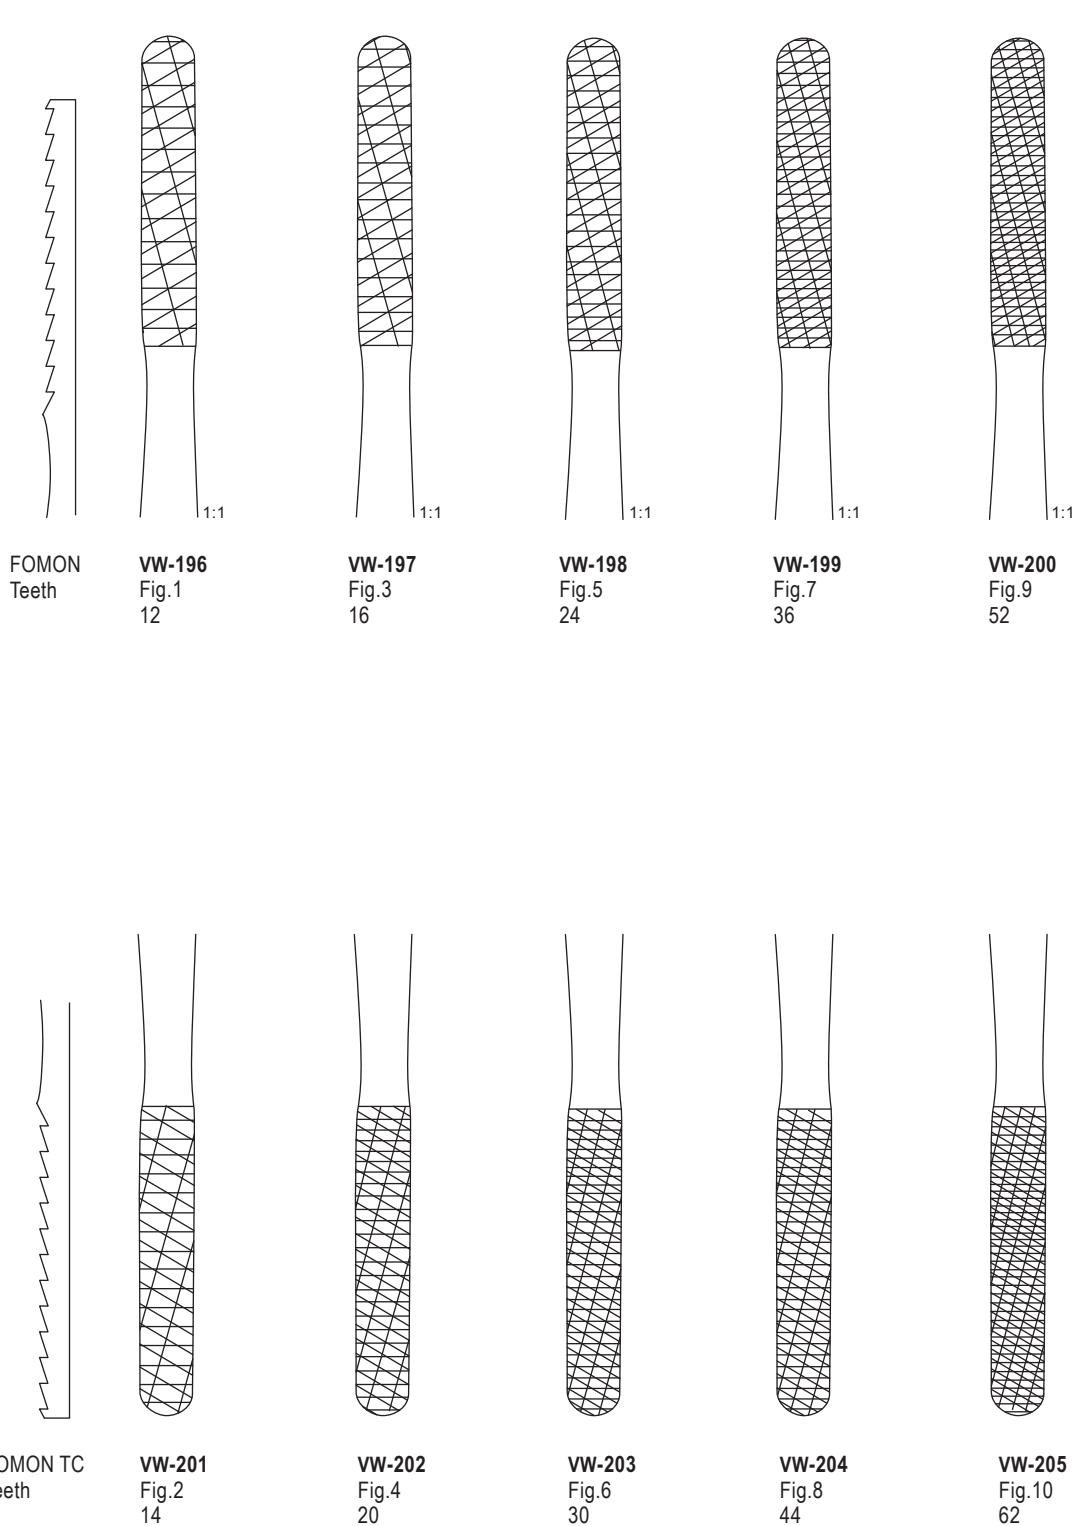 1:1 1:1 1:1 1:1 1:1
FOMON VW-196 VW-197 VW-198 VW-199 VW-200
Teeth Fig.1 Fig.3 Fig.5 Fig.7 Fig.9
12 16 24 36 52
OMON TC VW-201 VW-202 VW-203 VW-204 VW-205
eeth Fig.2 Fig.4 Fig.6 Fig.8 Fig.10
14 20 30 44 62